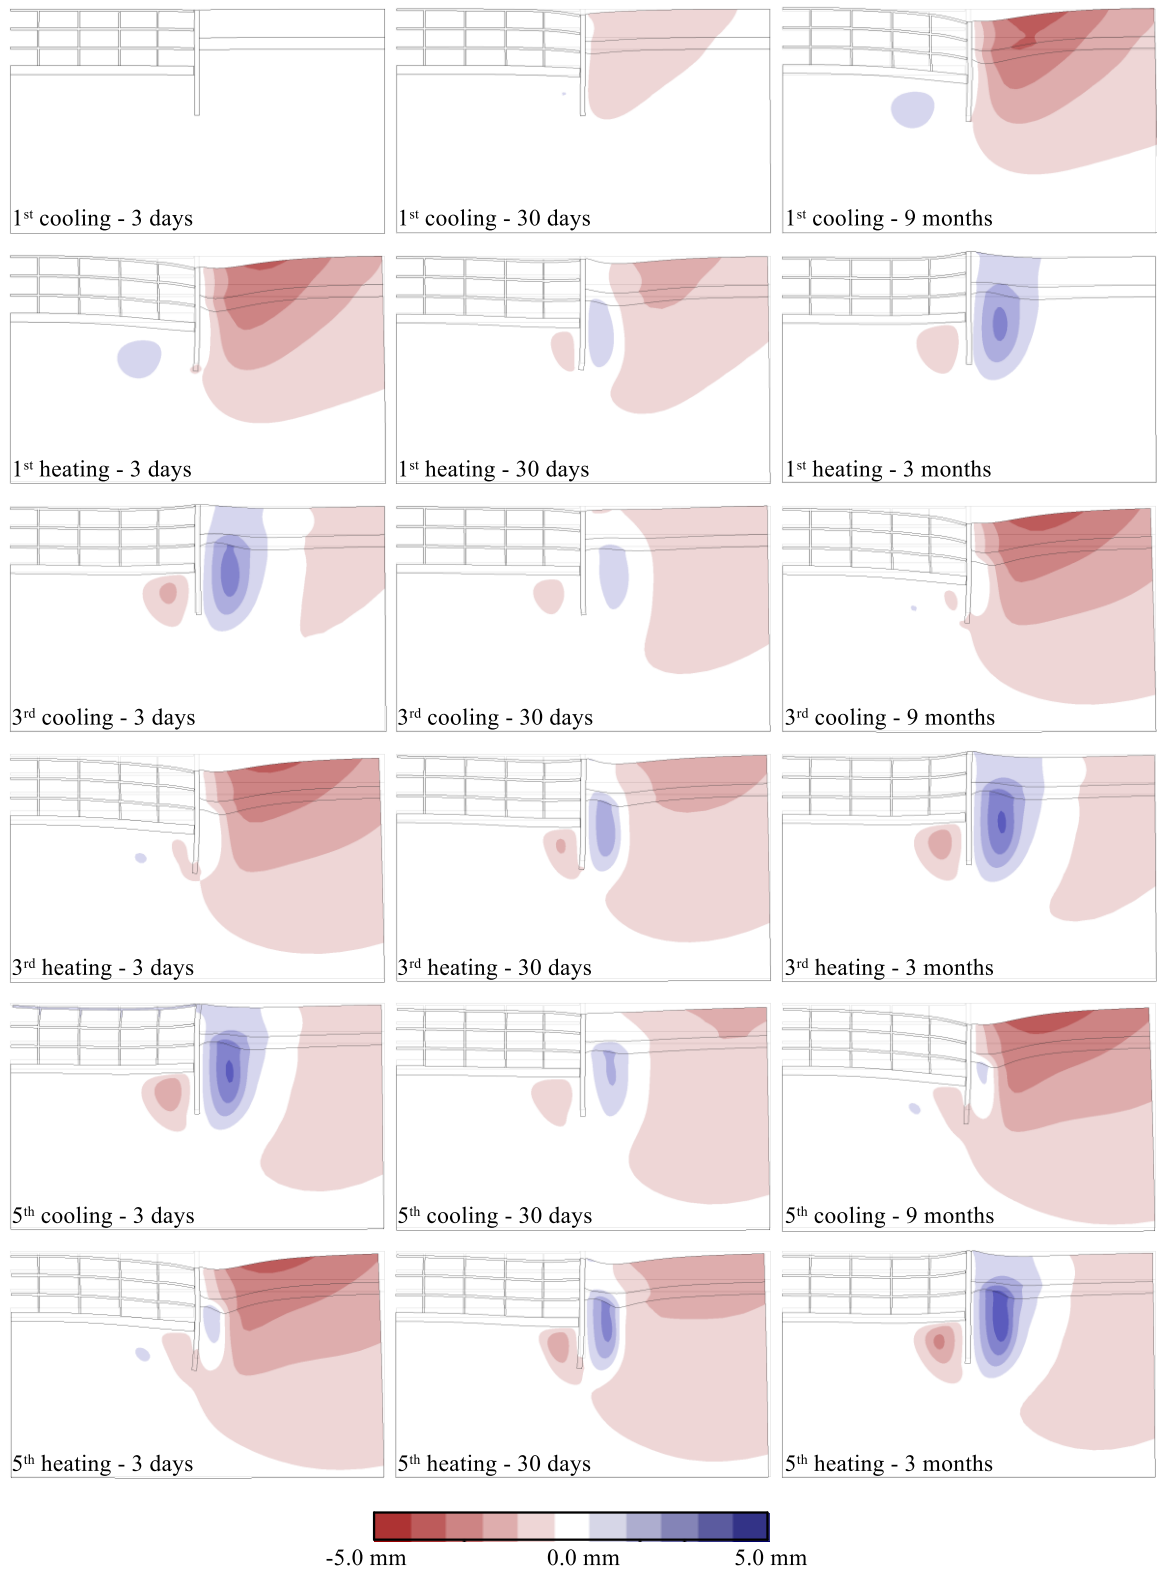 1st cooling - 3 days
1st cooling - 30 days
1st cooling - 9 months
1st heating - 3 days
1st heating - 30 days
1st heating - 3 months
3rd cooling - 3 days
3rd cooling - 30 days
3rd cooling - 9 months
3rd heating - 3 days
3rd heating - 30 days
3rd heating - 3 months
5th cooling - 3 days
5th cooling - 30 days
5th cooling - 9 months
5th heating - 3 days
5th heating - 30 days
5th heating - 3 months
-5.0 mm
0.0 mm
5.0 mm